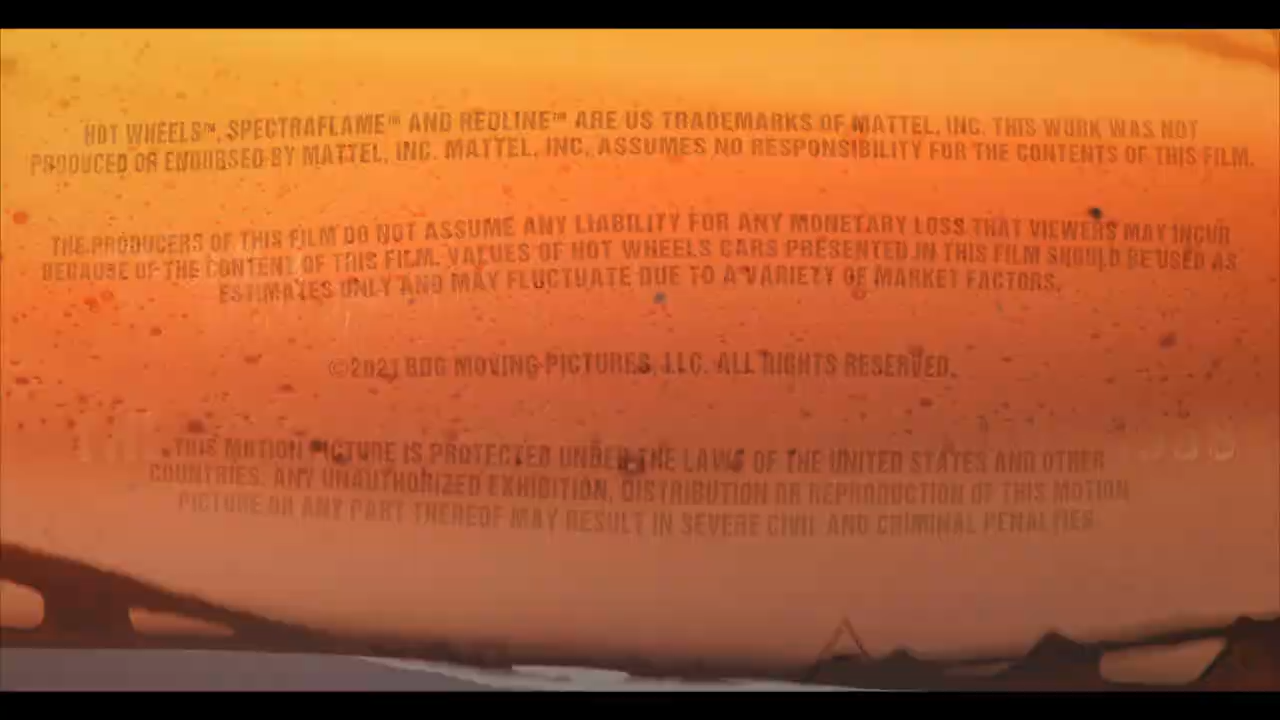 HOT WHEELS™, SPECTRAFLAME™ AND REDLINE™ ARE US TRADEMARKS OF MATTEL, INC. THIS WORK WAS NOT
PRODUCED OR ENDORSED BY MATTEL, INC. MATTEL, INC. ASSUMES NO RESPONSIBILITY FOR THE CONTENTS OF THIS FILM.
THE PRODUCERS OF THIS FILM DO NOT ASSUME ANY LIABILITY FOR ANY MONETARY LOSS THAT VIEWERS MAY INCUR
BECAUSE OF THE CONTENT OF THIS FILM. VALUES OF HOT WHEELS CARS PRESENTED IN THIS FILM SHOULD BE USED AS
ESTIMATES ONLY AND MAY FLUCTUATE DUE TO A VARIETY OF MARKET FACTORS.
©2021 BDG MOVING PICTURES, LLC. ALL RIGHTS RESERVED.
THIS MOTION PICTURE IS PROTECTED UNDER THE LAWS OF THE UNITED STATES AND OTHER
COUNTRIES. ANY UNAUTHORIZED EXHIBITION, DISTRIBUTION OR REPRODUCTION OF THIS MOTION
PICTURE OR ANY PART THEREOF MAY RESULT IN SEVERE CIVIL AND CRIMINAL PENALTIES.